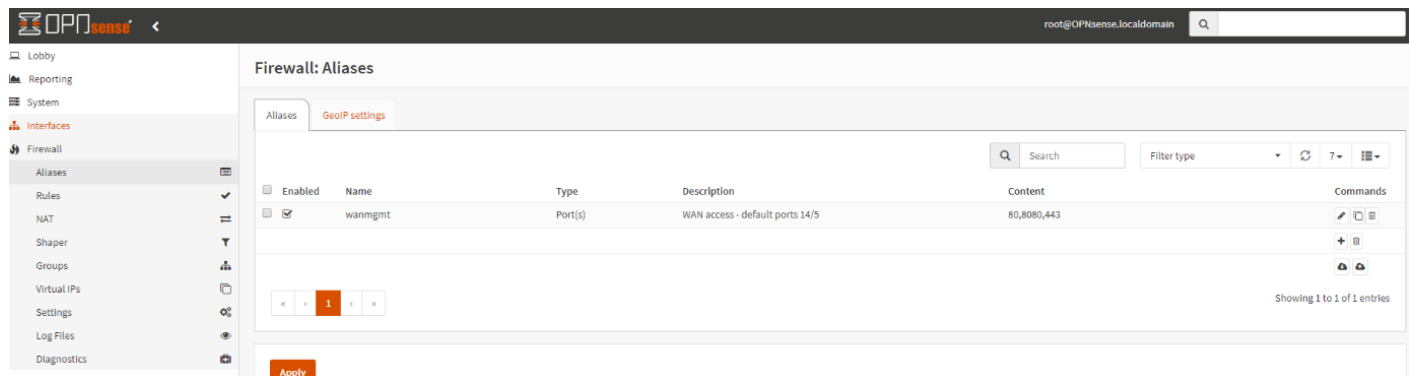 OPNsense
root@OPNsense.localdomain
Lobby
Reporting
System
Interfaces
Firewall
Aliases
Rules
NAT
Shaper
Groups
Virtual IPs
Settings
Log Files
Diagnostics
Firewall: Aliases
Aliases GeoIP settings
Search Filter type 7
Enabled Name Type Description Content Commands
wanmgmt Port(s) WAN access - default ports 14/5 80,8080,443
« ‹ 1 › »
Showing 1 to 1 of 1 entries
Apply